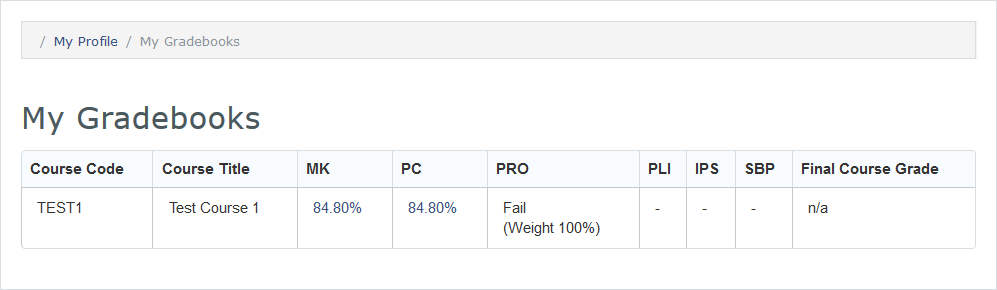 / My Profile / My Gradebooks
My Gradebooks
Course Code Course Title MK PC PRO PLI IPS SBP Final Course Grade
TEST1 Test Course 1 84.80% 84.80% Fail - - - n/a
(Weight 100%)